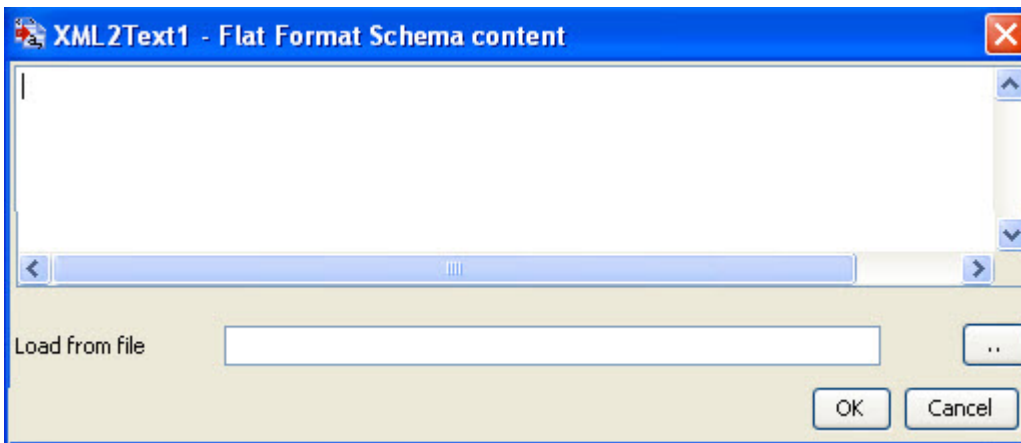 XML2Text1 - Flat Format Schema content
Load from file
..
OK
Cancel